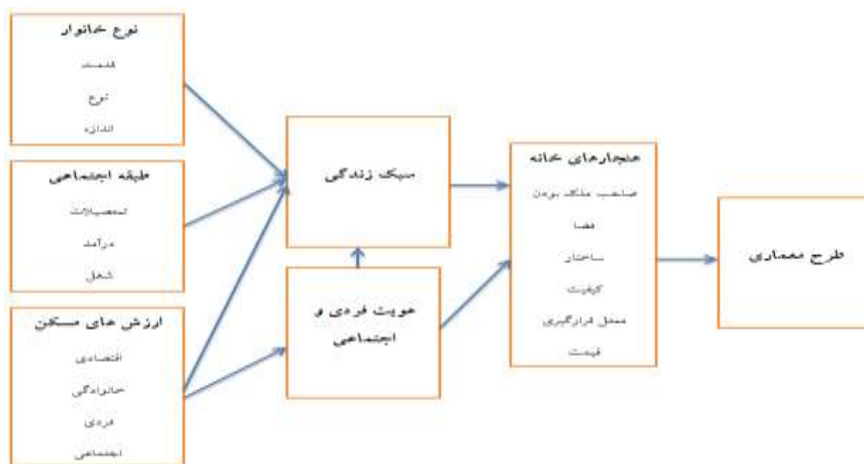 نوع خانوار
قدمت
نوع
اندازه
طبقه اجتماعی
تحصیلات
درآمد
شغل
ارزش های مسکن
اقتصادی
خانوادگی
فردی
اجتماعی
سبک زندگی
هویت فردی و
اجتماعی
هنجارهای خانه
صاحب ملک بودن
فضا
ساختار
کیفیت
محل قرارگیری
قیمت
طرح معماری